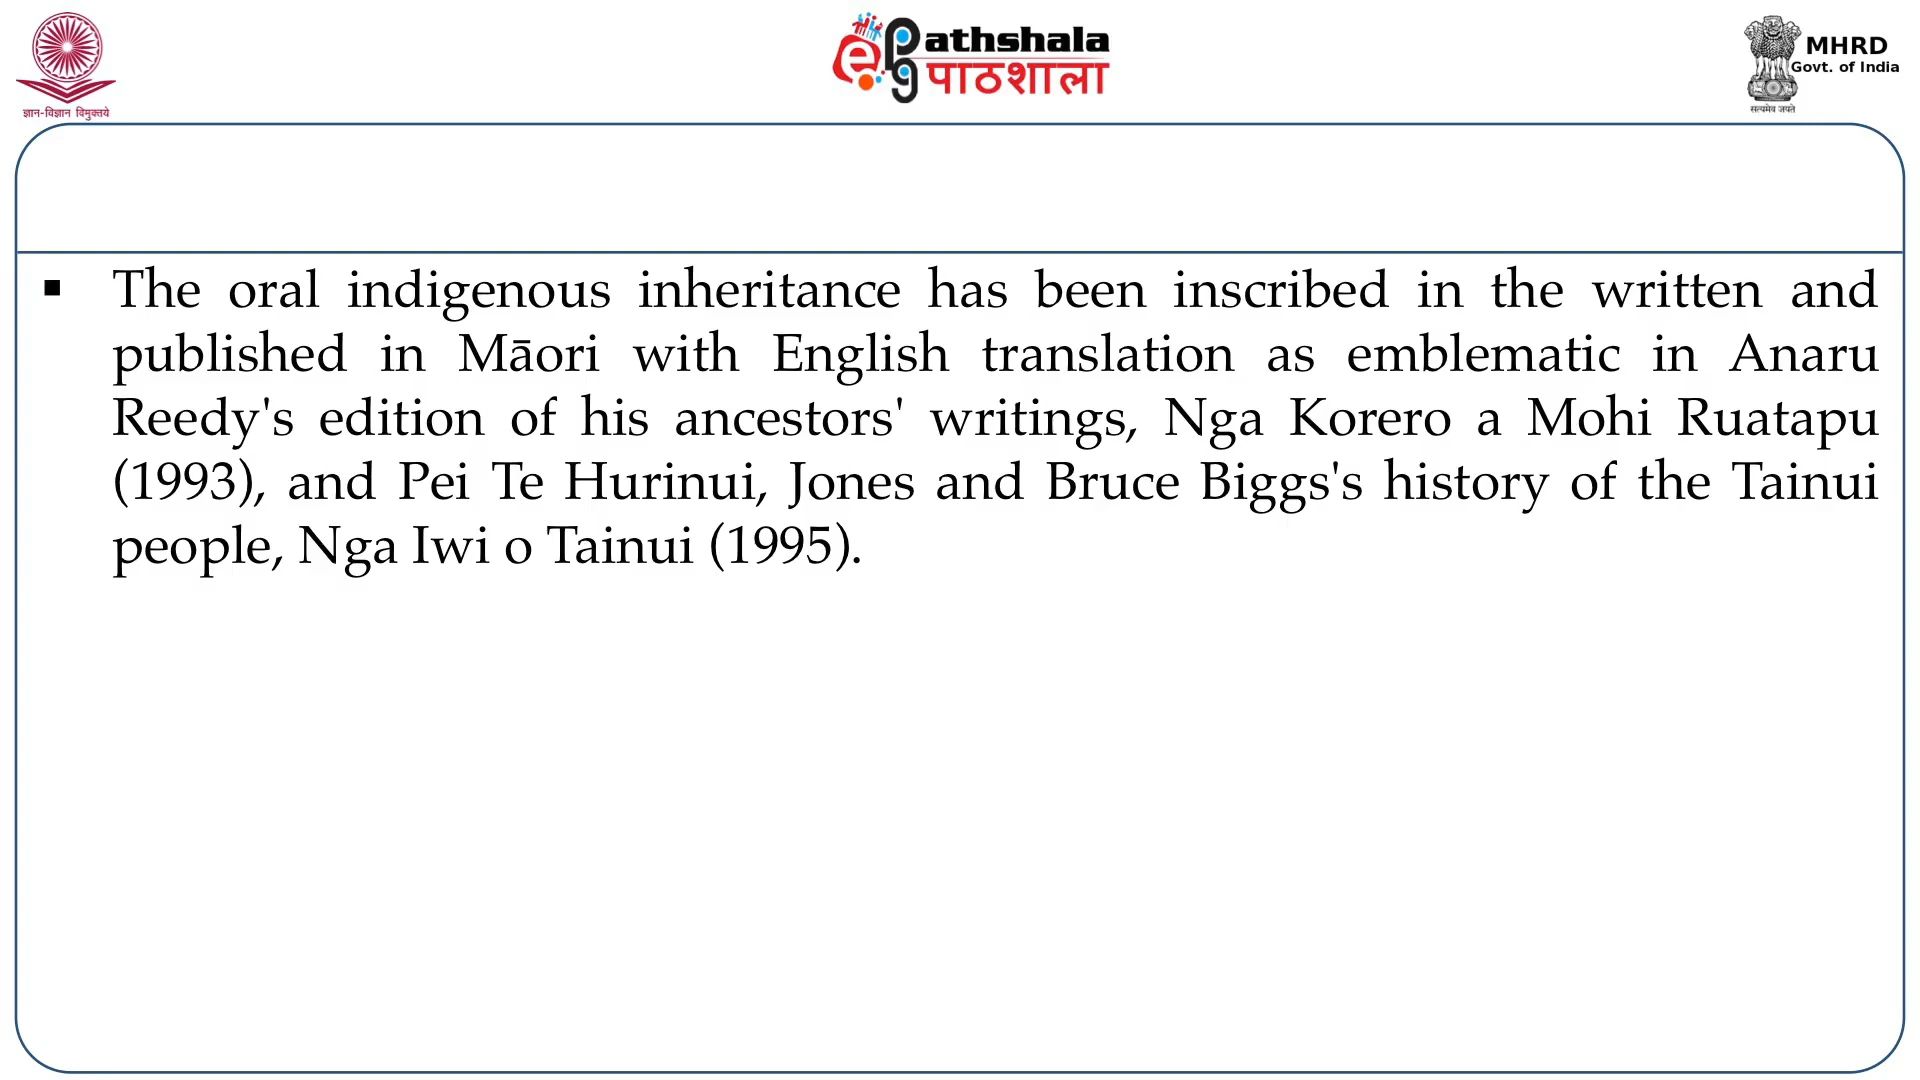 ज्ञान-विज्ञान विमुक्तये
e
PG
athshala
पाठशाला
MHRD
Govt. of India
सत्यमेव जयते
▪ The oral indigenous inheritance has been inscribed in the written and
published in Māori with English translation as emblematic in Anaru
Reedy's edition of his ancestors' writings, Nga Korero a Mohi Ruatapu
(1993), and Pei Te Hurinui, Jones and Bruce Biggs's history of the Tainui
people, Nga Iwi o Tainui (1995).